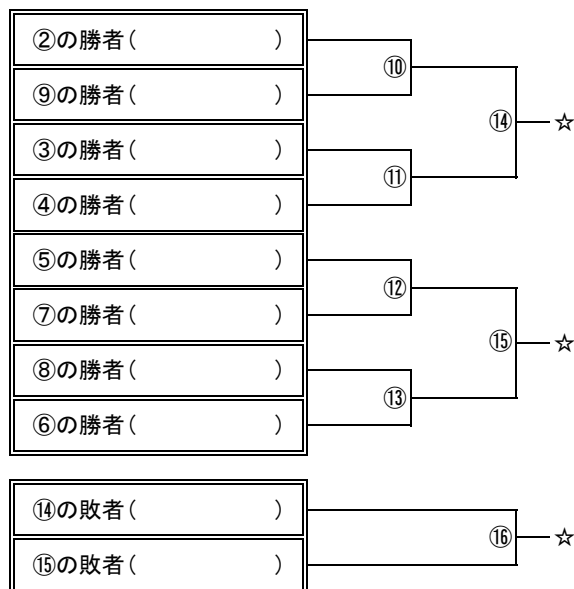 ②の勝者( )
⑩
⑨の勝者( )
⑭ ☆
③の勝者( )
⑪
④の勝者( )
⑤の勝者( )
⑫
⑦の勝者( )
⑮ ☆
⑧の勝者( )
⑬
⑥の勝者( )
⑭の敗者( )
⑯ ☆
⑮の敗者( )